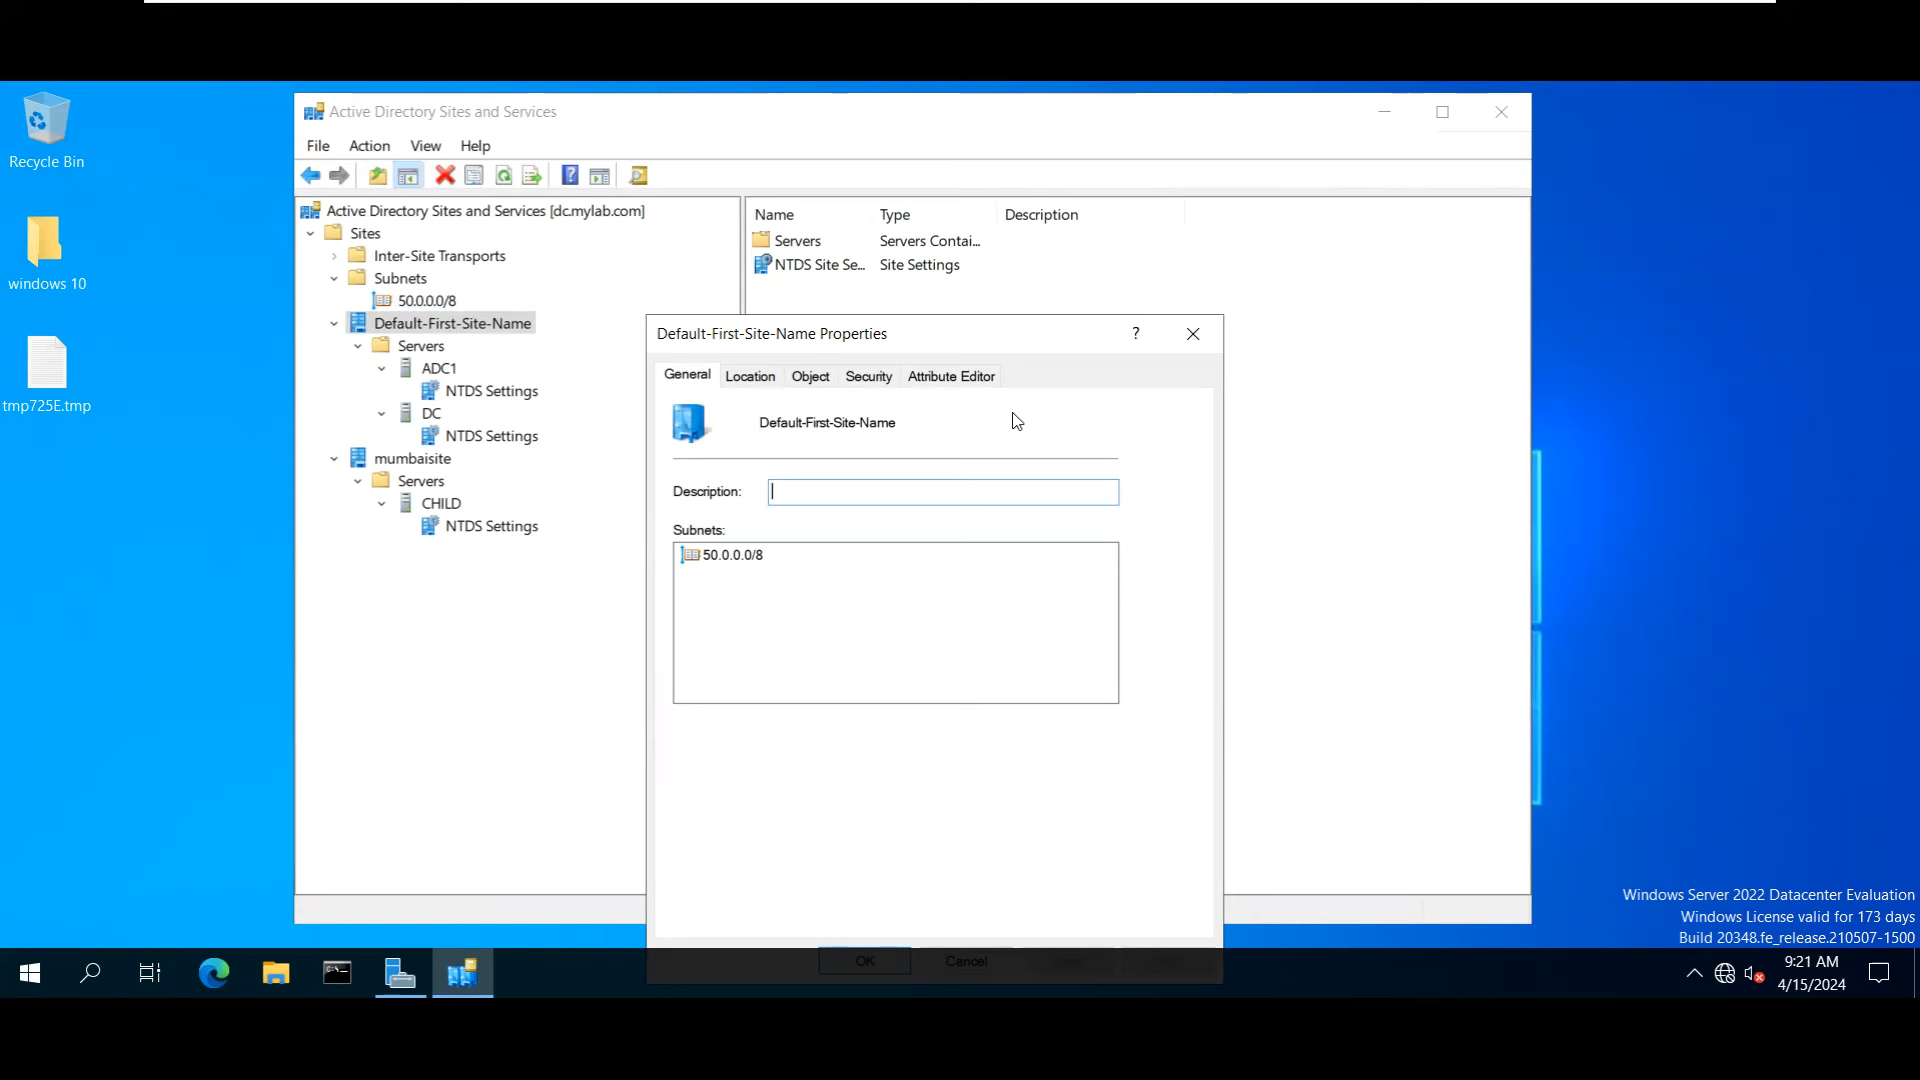 Recycle Bin
windows 10
tmp725E.tmp
Active Directory Sites and Services
File Action View Help
Active Directory Sites and Services [dc.mylab.com]
Sites
Inter-Site Transports
Subnets
50.0.0.0/8
Default-First-Site-Name
Servers
ADC1
NTDS Settings
DC
NTDS Settings
mumbaisite
Servers
CHILD
NTDS Settings
Name Type Description
Servers Servers Contai...
NTDS Site Se... Site Settings
Default-First-Site-Name Properties ?
General Location Object Security Attribute Editor
Default-First-Site-Name
Description:
Subnets:
50.0.0.0/8
OK Cancel
Windows Server 2022 Datacenter Evaluation
Windows License valid for 173 days
Build 20348.fe_release.210507-1500
9:21 AM
4/15/2024